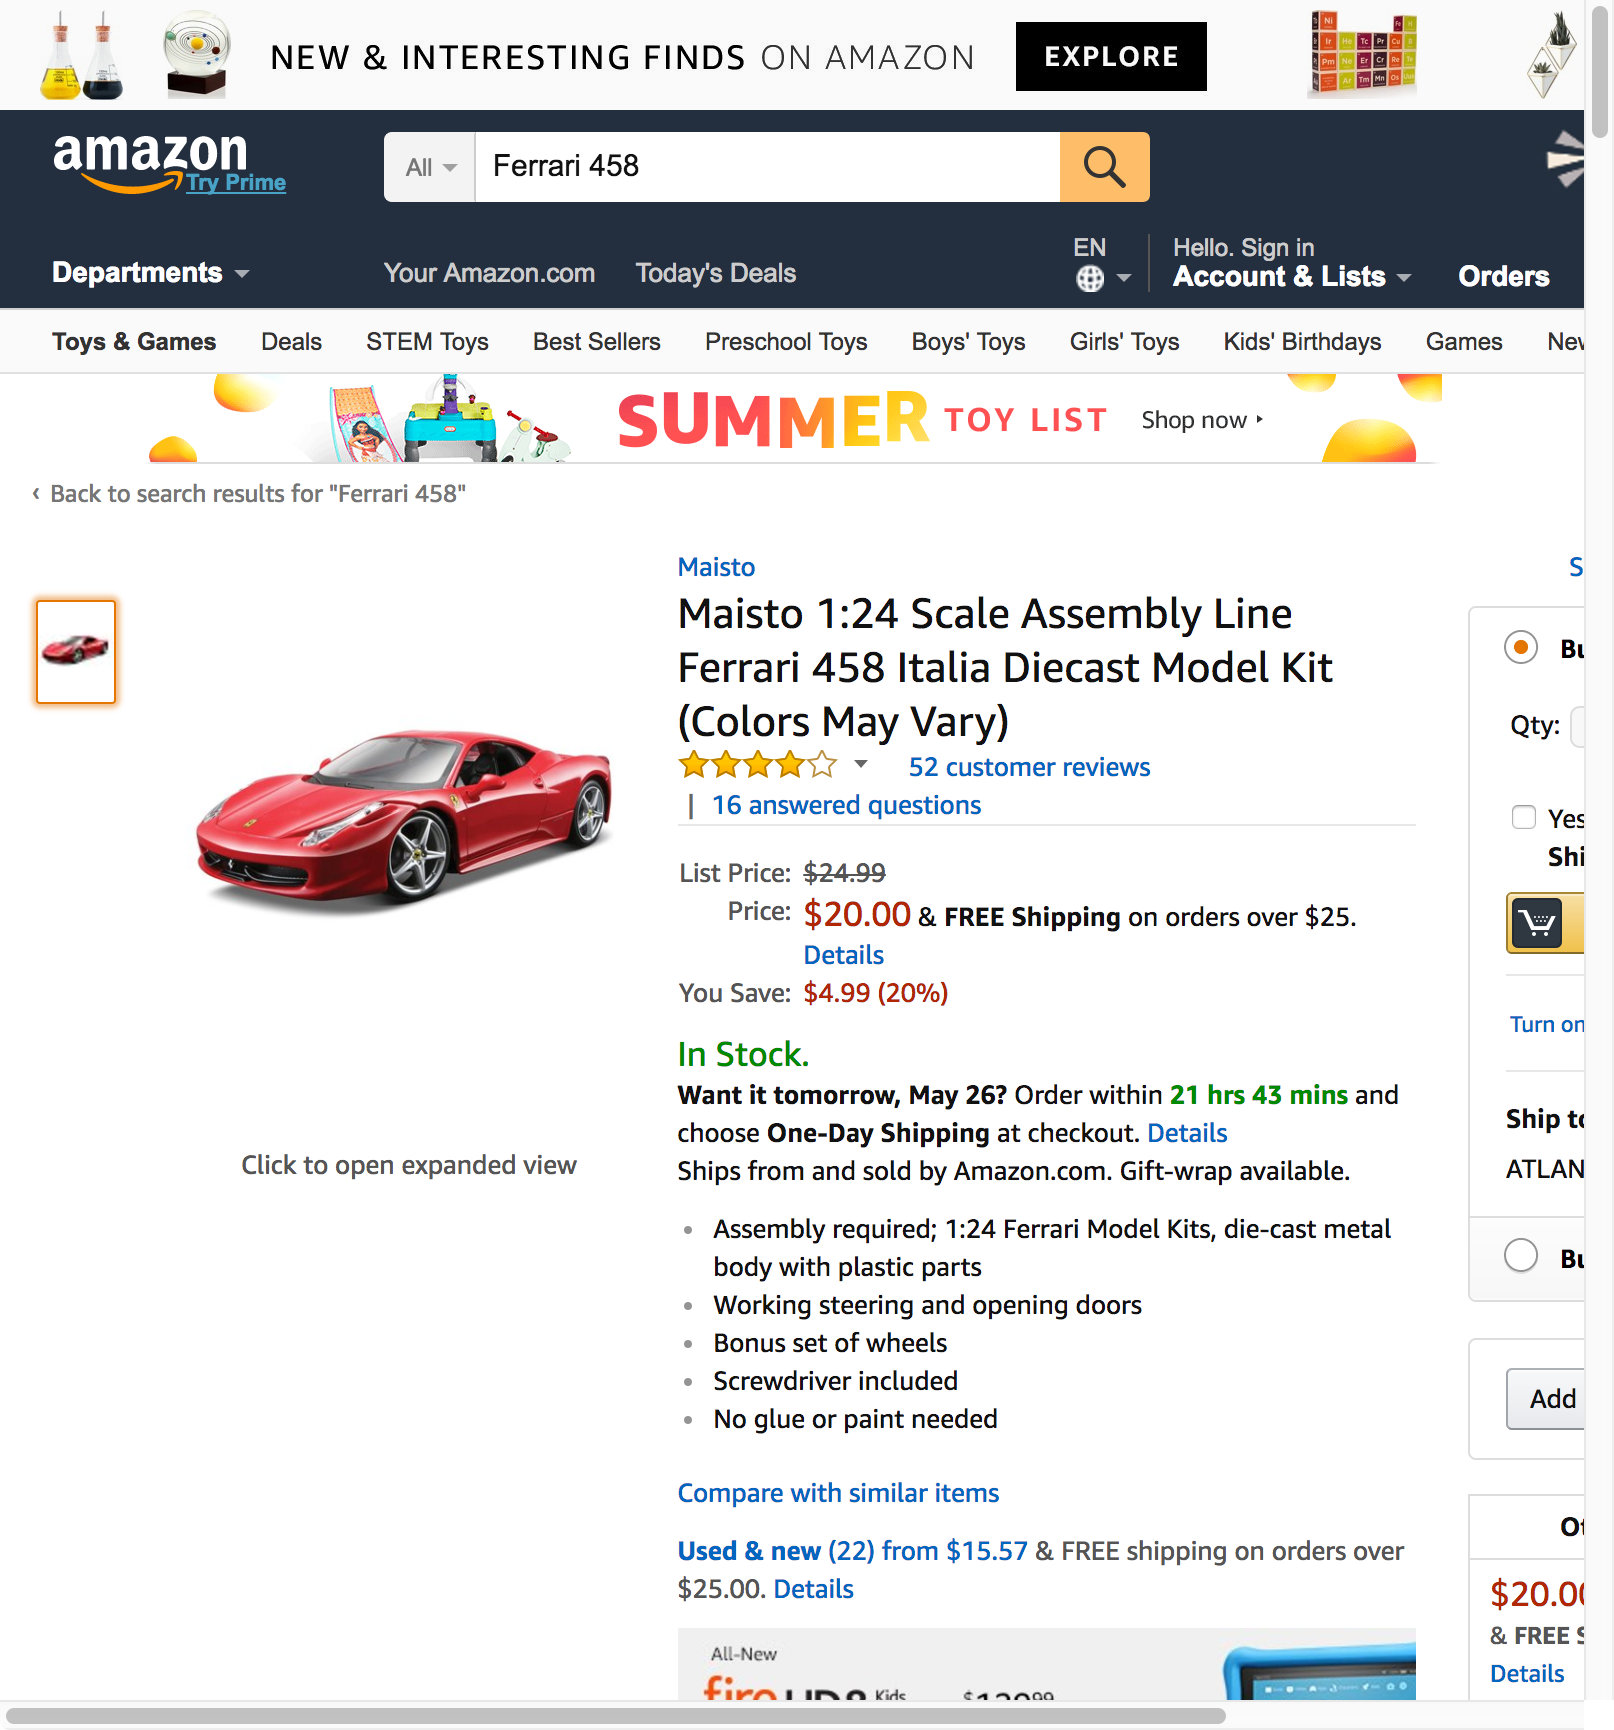 NEW & INTERESTING FINDS ON AMAZON
EXPLORE
amazon
Try Prime
All
Ferrari 458
Departments
Your Amazon.com
Today's Deals
EN
Hello. Sign in
Account & Lists
Orders
Toys & Games
Deals
STEM Toys
Best Sellers
Preschool Toys
Boys' Toys
Girls' Toys
Kids' Birthdays
Games
SUMMER TOY LIST
Shop now
‹ Back to search results for "Ferrari 458"
Maisto
Maisto 1:24 Scale Assembly Line
Ferrari 458 Italia Diecast Model Kit
(Colors May Vary)
52 customer reviews
| 16 answered questions
List Price: $24.99
Price: $20.00 & FREE Shipping on orders over $25.
Details
You Save: $4.99 (20%)
In Stock.
Want it tomorrow, May 26? Order within 21 hrs 43 mins and
choose One-Day Shipping at checkout. Details
Ships from and sold by Amazon.com. Gift-wrap available.
Click to open expanded view
• Assembly required; 1:24 Ferrari Model Kits, die-cast metal
body with plastic parts
• Working steering and opening doors
• Bonus set of wheels
• Screwdriver included
• No glue or paint needed
Compare with similar items
Used & new (22) from $15.57 & FREE shipping on orders over
$25.00. Details
All-New
fire HD 8 Kids
Qty:
Yes
Turn on
Ship to
ATLAN
Add
$20.00
& FREE S
Details